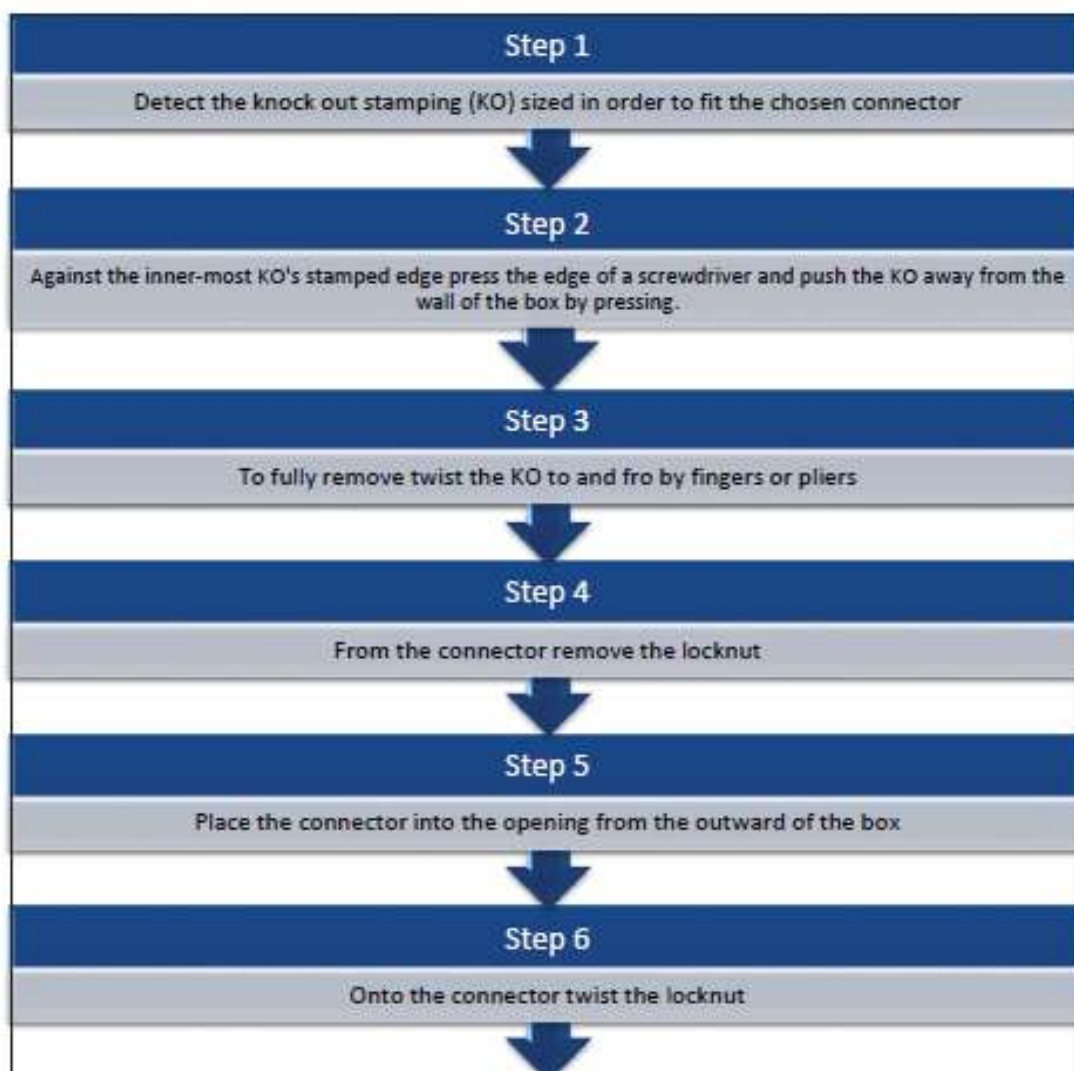 Step 1
Detect the knock out stamping (KO) sized in order to fit the chosen connector
Step 2
Against the inner-most KO's stamped edge press the edge of a screwdriver and push the KO away from the
wall of the box by pressing.
Step 3
To fully remove twist the KO to and fro by fingers or pliers
Step 4
From the connector remove the locknut
Step 5
Place the connector into the opening from the outward of the box
Step 6
Onto the connector twist the locknut